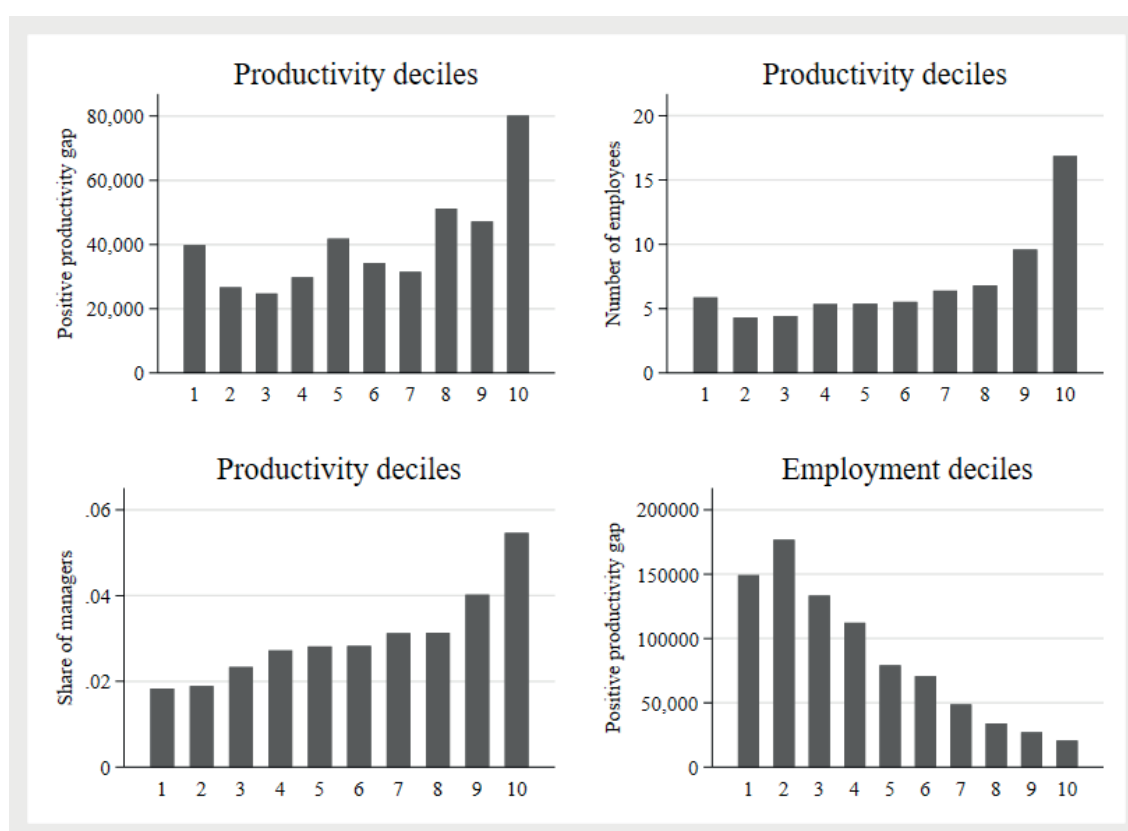 Productivity deciles
Positive productivity gap
80,000
60,000
40,000
20,000
0
1 2 3 4 5 6 7 8 9 10
Productivity deciles
Number of employees
20
15
10
5
0
1 2 3 4 5 6 7 8 9 10
Productivity deciles
Share of managers
.06
.04
.02
0
1 2 3 4 5 6 7 8 9 10
Employment deciles
Positive productivity gap
200000
150000
100000
50,000
0
1 2 3 4 5 6 7 8 9 10